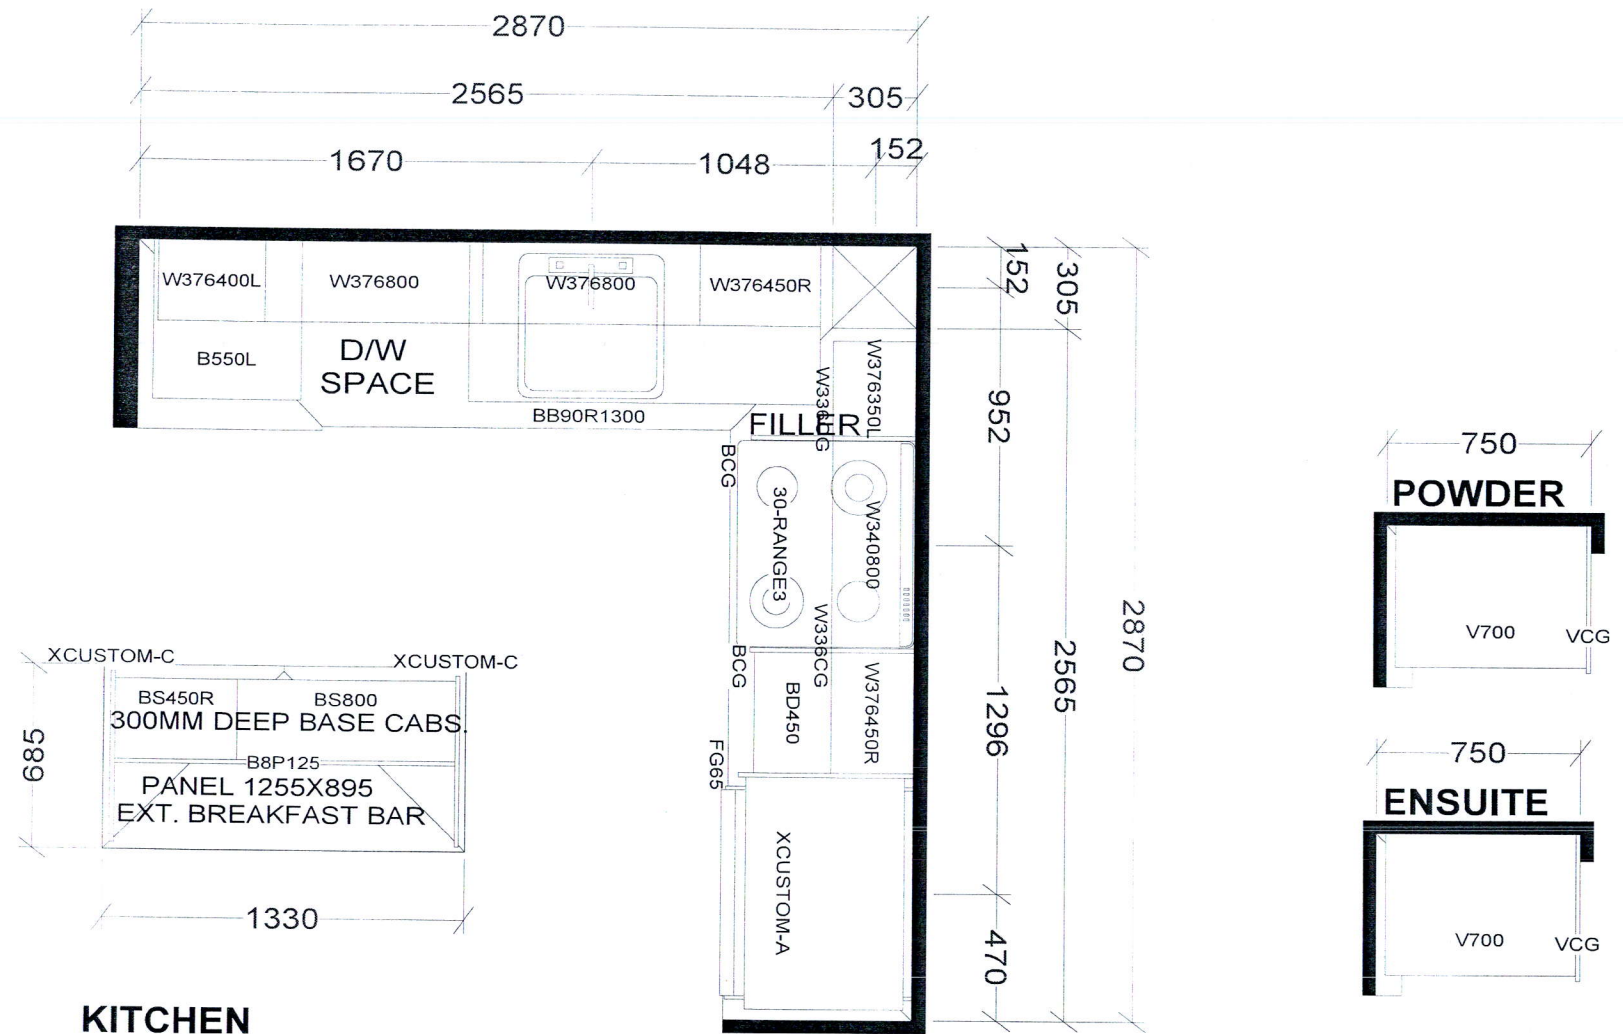 2870
2565
305
1670
1048
152
W376400L
W376800
W376800
W376450R
B550L
D/W
SPACE
BB90R1300
FILLER
W376350L
W336CG
BCG
30-RANGE3
W340800
W336CG
BCG
BD450
W376450R
FG65
XCUSTOM-A
152
305
952
1296
470
2565
2870
XCUSTOM-C
XCUSTOM-C
BS450R
BS800
300MM DEEP BASE CABS.
B8P125
PANEL 1255X895
EXT. BREAKFAST BAR
685
1330
KITCHEN
750
POWDER
V700
VCG
750
ENSUITE
V700
VCG